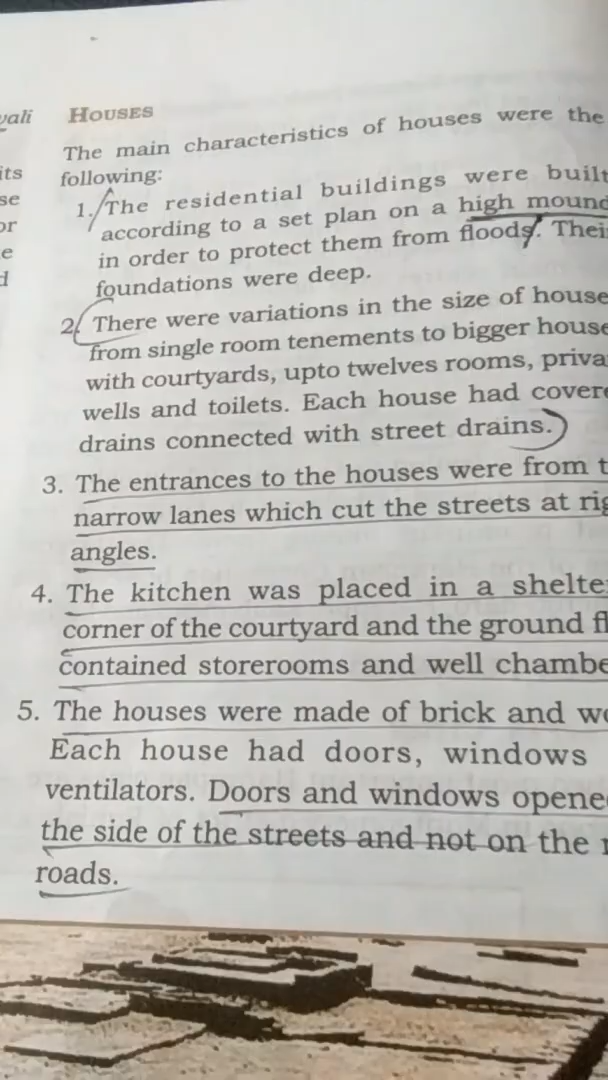 vali
its
se
or
e
d
HOUSES
The main characteristics of houses were the
following:
1. The residential buildings were built
according to a set plan on a high mound
in order to protect them from floods. Thei
foundations were deep.
2. There were variations in the size of house
from single room tenements to bigger house
with courtyards, upto twelves rooms, priva
wells and toilets. Each house had cover
drains connected with street drains.
3. The entrances to the houses were from t
narrow lanes which cut the streets at rig
angles.
4. The kitchen was placed in a shelte
corner of the courtyard and the ground fl
contained storerooms and well chambe
5. The houses were made of brick and wo
Each house had doors, windows
ventilators. Doors and windows opene
the side of the streets and not on the
roads.